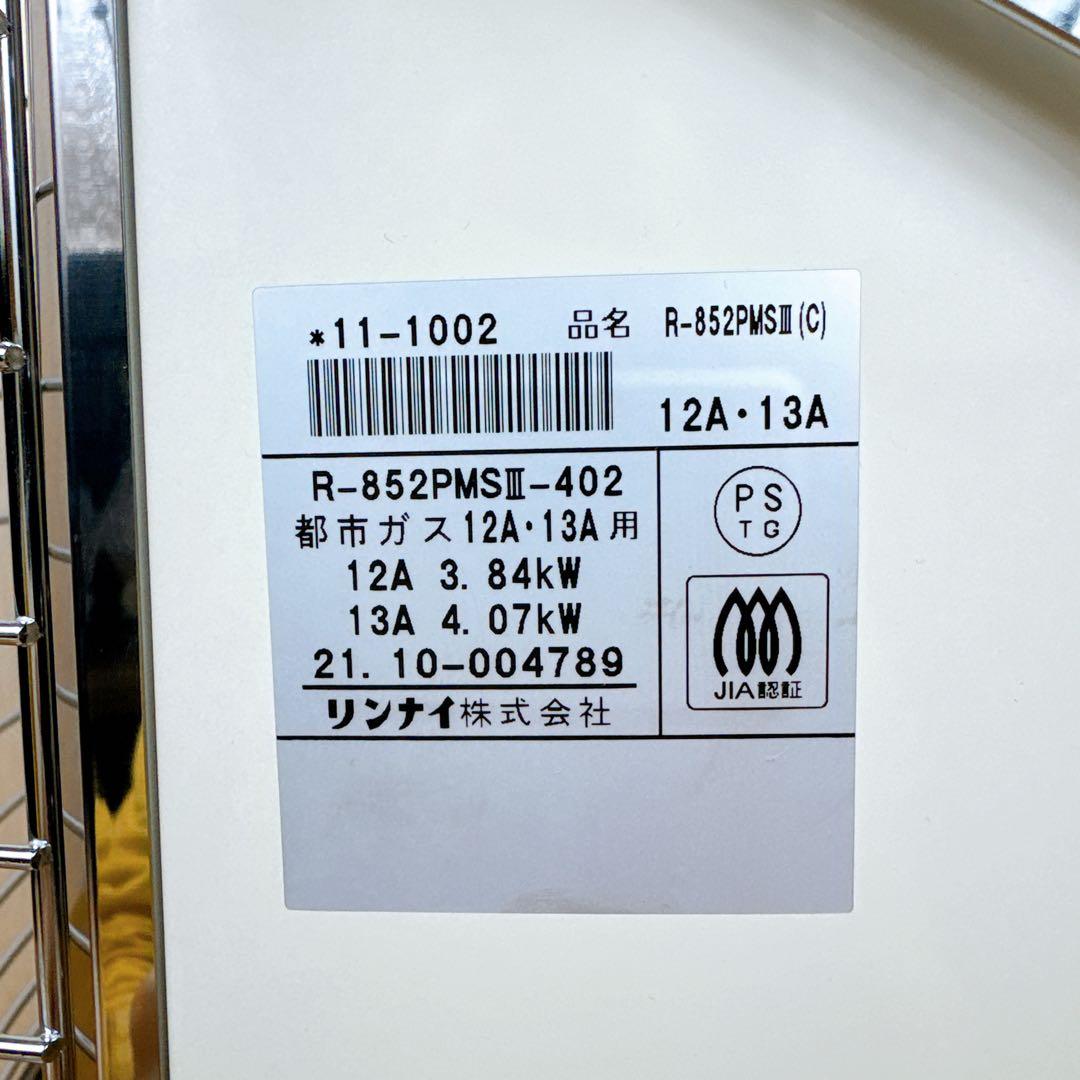 *11-1002
品名 R-852PMSⅢ(C)
12A・13A
R-852PMSⅢ-402
都市ガス12A・13A用
12A 3.84kW
13A 4.07kW
21.10-004789
リンナイ株式会社
PS
TG
JIA認証